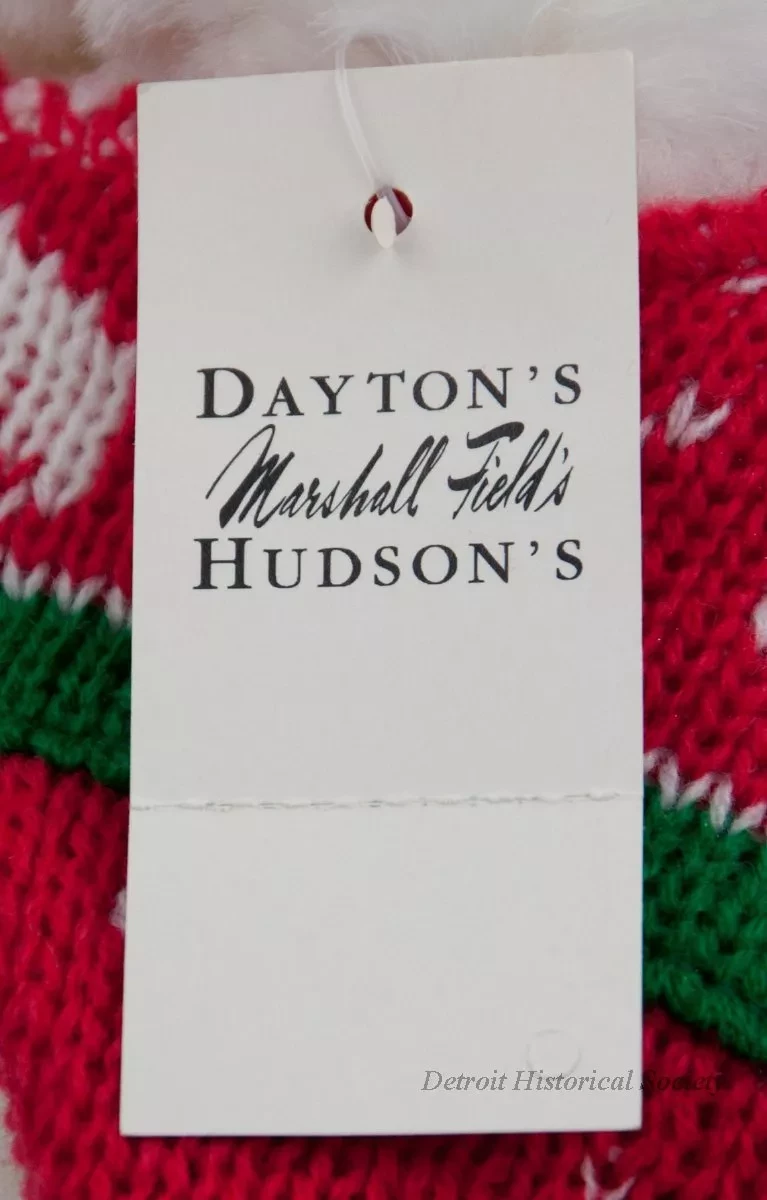 DAYTON'S
Marshall Field's
HUDSON'S
Detroit Historical Society